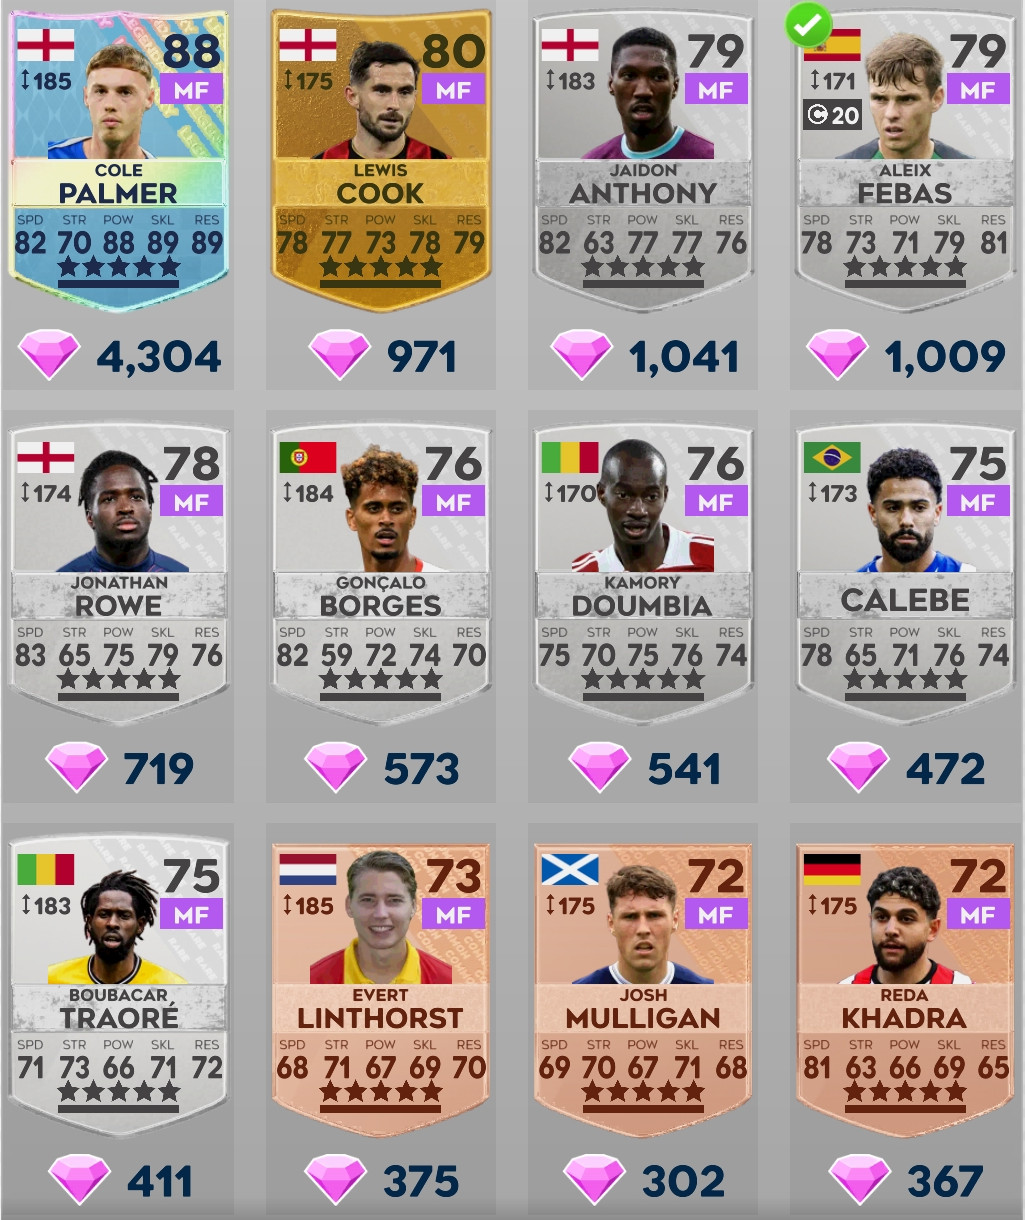 88
185
MF
COLE
PALMER
SPD STR POW SKL RES
82 70 88 89 89
4,304
80
175
MF
LEWIS
COOK
SPD STR POW SKL RES
78 77 73 78 79
971
79
183
MF
JAIDON
ANTHONY
SPD STR POW SKL RES
82 63 77 77 76
1,041
79
171
MF
C 20
ALEIX
FEBAS
SPD STR POW SKL RES
78 73 71 79 81
1,009
78
174
MF
JONATHAN
ROWE
SPD STR POW SKL RES
83 65 75 79 76
719
76
184
MF
GONÇALO
BORGES
SPD STR POW SKL RES
82 59 72 74 70
573
76
170
MF
KAMORY
DOUMBIA
SPD STR POW SKL RES
75 70 75 76 74
541
75
173
MF
CALEBE
SPD STR POW SKL RES
78 65 71 76 74
472
75
183
MF
BOUBACAR
TRAORÉ
SPD STR POW SKL RES
71 73 66 71 72
411
73
185
MF
EVERT
LINTHORST
SPD STR POW SKL RES
68 71 67 69 70
375
72
175
MF
JOSH
MULLIGAN
SPD STR POW SKL RES
69 70 67 71 68
302
72
175
MF
REDA
KHADRA
SPD STR POW SKL RES
81 63 66 69 65
367